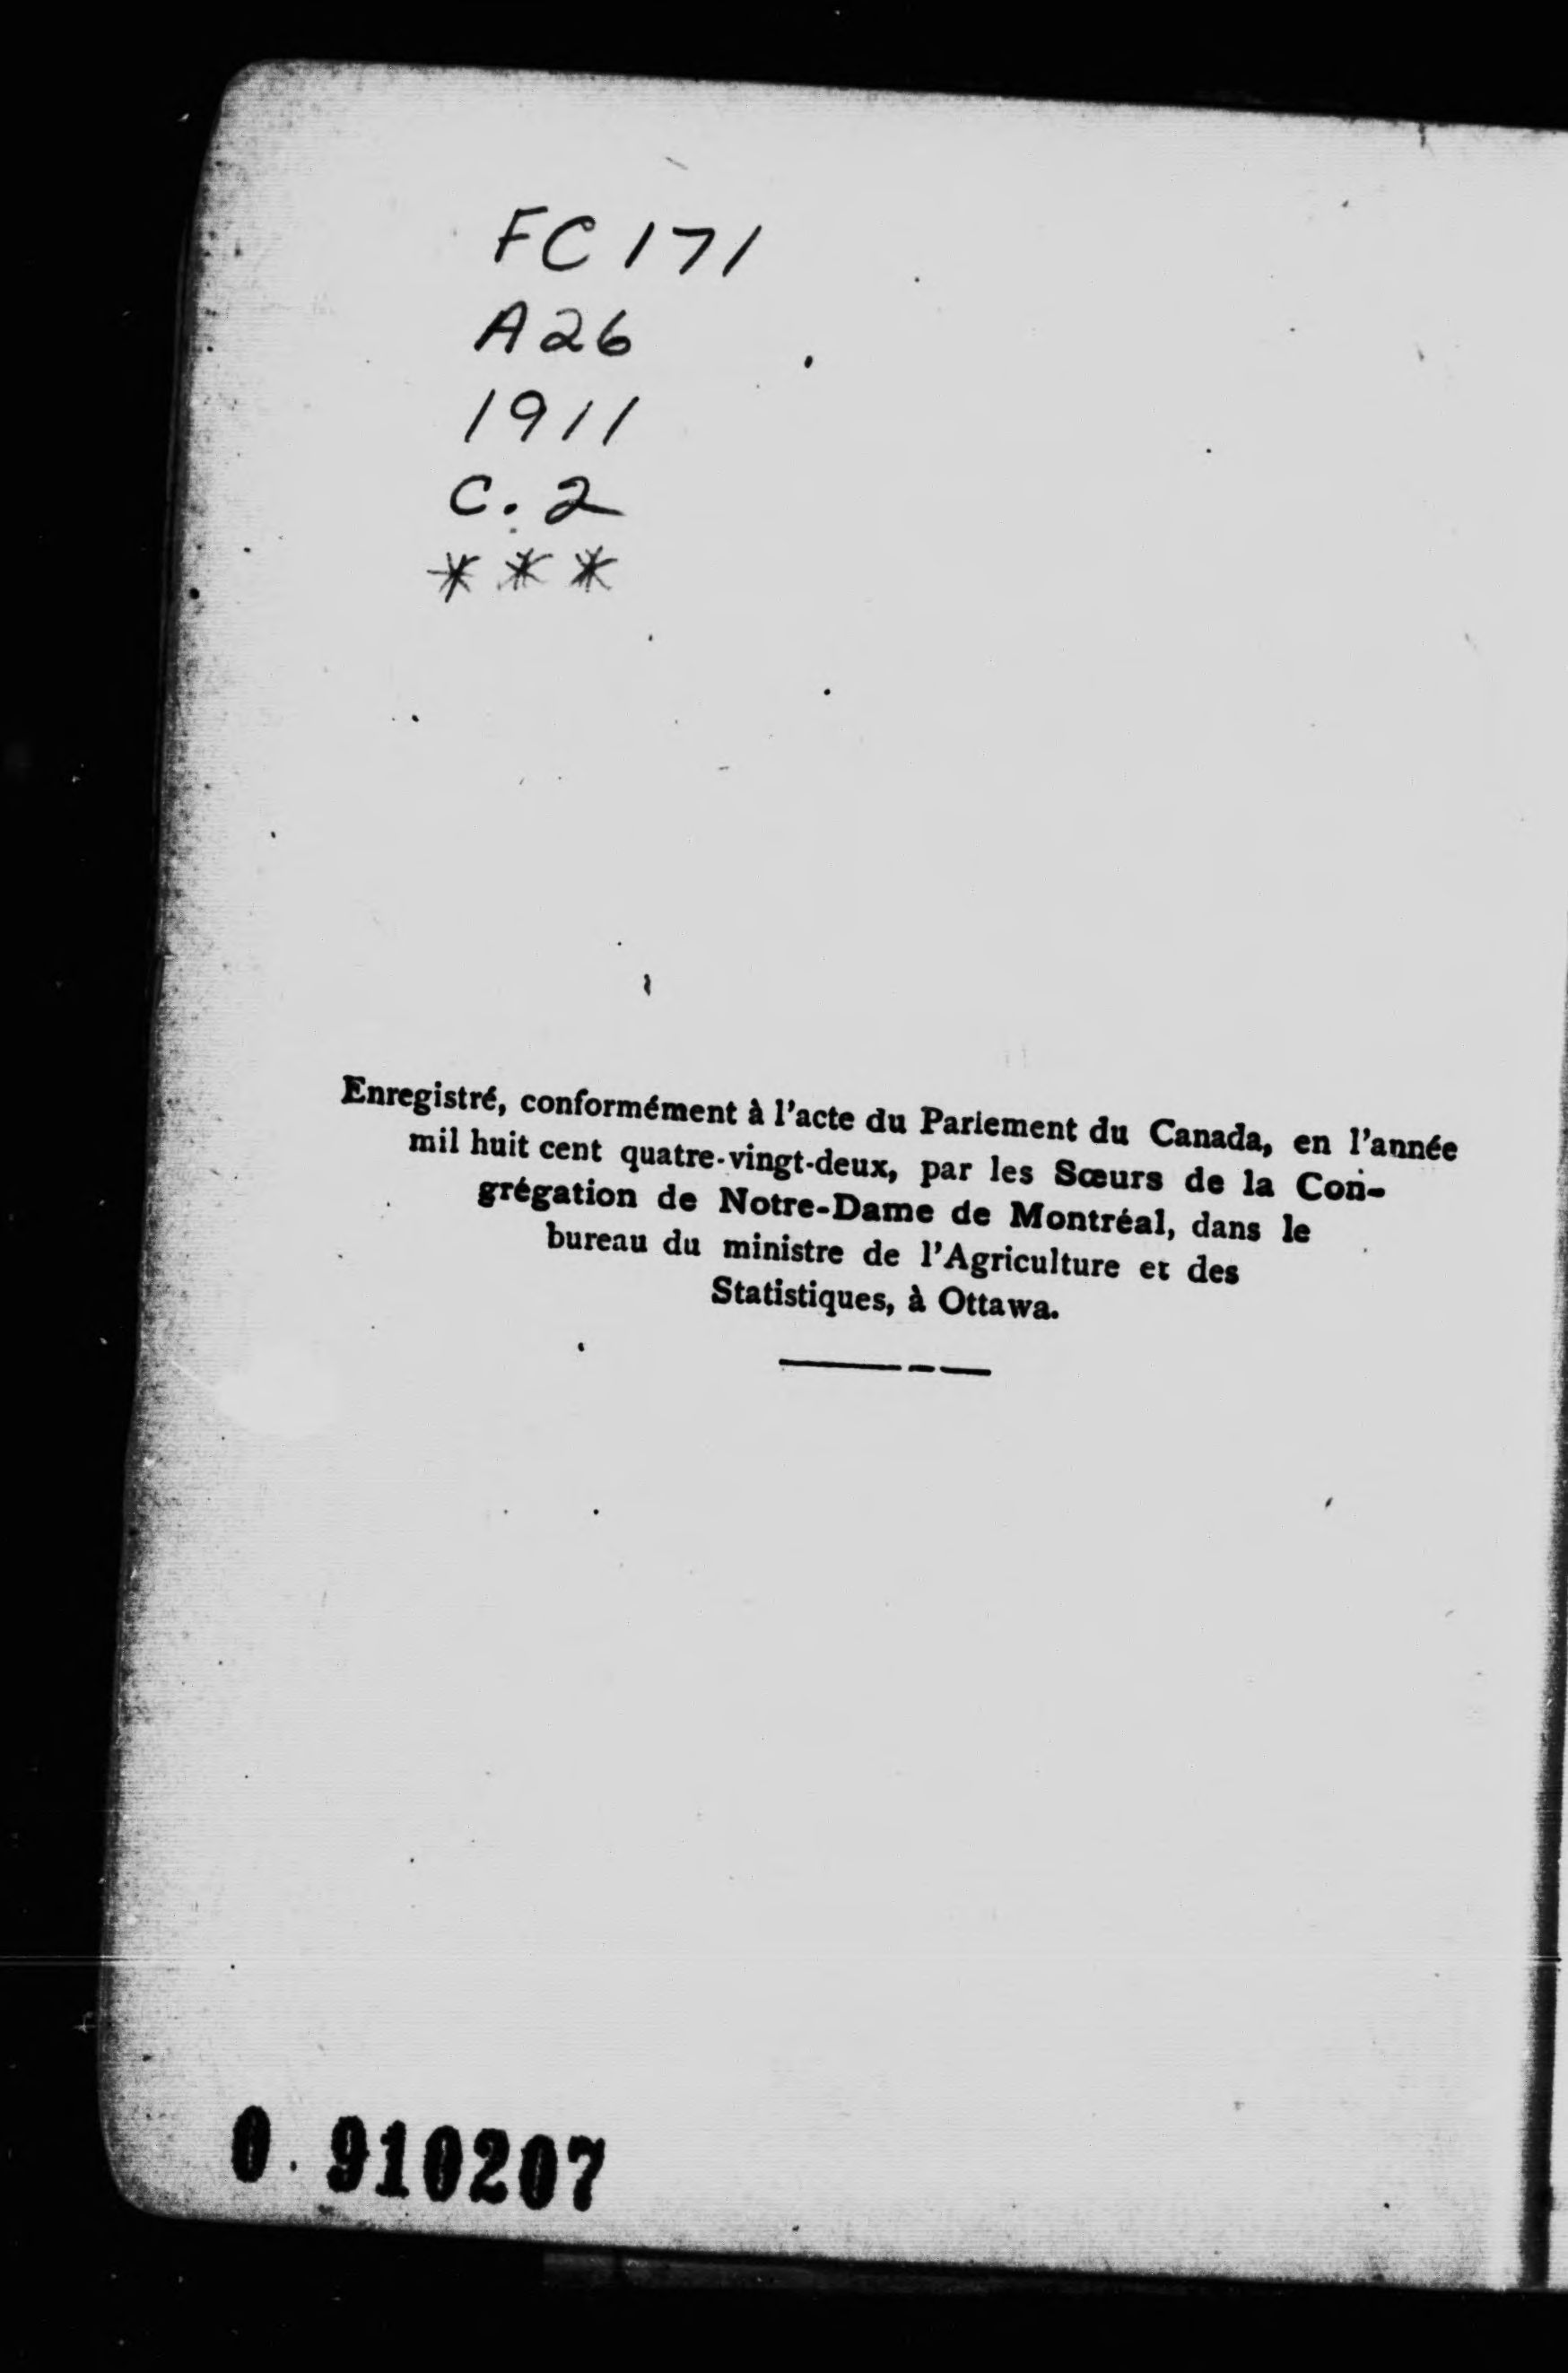 FC 171
A26
1911
C. 2
***
Enregistré, conformément à l'acte du Parlement du Canada, en l'année
mil huit cent quatre-vingt-deux, par les Sœurs de la Con-
grégation de Notre-Dame de Montréal, dans le
bureau du ministre de l'Agriculture et des
Statistiques, à Ottawa.
0.910207